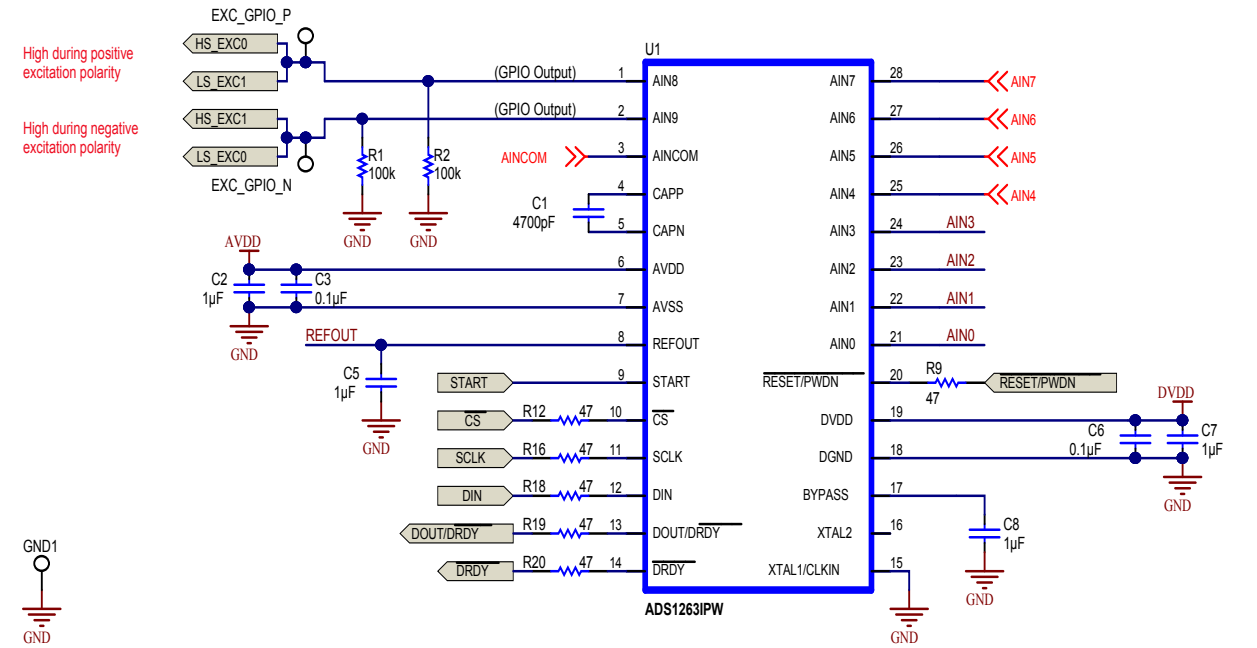 EXC_GPIO_P
High during positive
excitation polarity
HS_EXC0
LS_EXC1
High during negative
excitation polarity
HS_EXC1
LS_EXC0
EXC_GPIO_N
(GPIO Output)
(GPIO Output)
R1
100k
R2
100k
GND
GND
AINCOM
C1
4700pF
AVDD
C2
1µF
C3
0.1µF
GND
REFOUT
C5
1µF
GND
START
CS
R12 47
SCLK
R16 47
DIN
R18 47
DOUT/DRDY
R19 47
DRDY
R20 47
GND1
GND
U1
1 AIN8
2 AIN9
3 AINCOM
4 CAPP
5 CAPN
6 AVDD
7 AVSS
8 REFOUT
9 START
10 CS
11 SCLK
12 DIN
13 DOUT/DRDY
14 DRDY
AIN7 28
AIN6 27
AIN5 26
AIN4 25
AIN3 24
AIN2 23
AIN1 22
AIN0 21
RESET/PWDN 20
DVDD 19
DGND 18
BYPASS 17
XTAL2 16
XTAL1/CLKIN 15
ADS1263IPW
AIN7
AIN6
AIN5
AIN4
AIN3
AIN2
AIN1
AIN0
R9
47
RESET/PWDN
DVDD
C6
0.1µF
C7
1µF
GND
C8
1µF
GND
GND